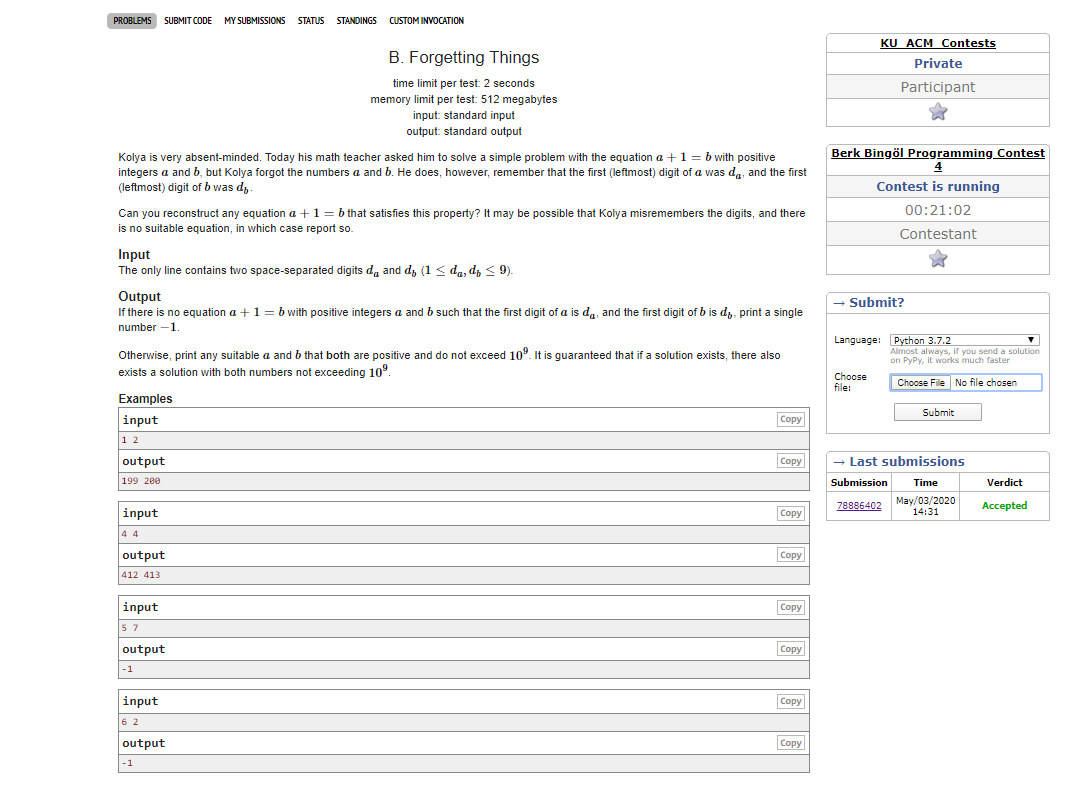 PROBLEMS SUBMIT CODE MY SUBMISSIONS STATUS STANDINGS CUSTOM INVOCATION
B. Forgetting Things
time limit per test: 2 seconds
memory limit per test: 512 megabytes
input: standard input
output: standard output
Kolya is very absent-minded. Today his math teacher asked him to solve a simple problem with the equation a + 1 = b with positive
integers a and b, but Kolya forgot the numbers a and b. He does, however, remember that the first (leftmost) digit of a was dₐ, and the first
(leftmost) digit of b was d_b.
Can you reconstruct any equation a + 1 = b that satisfies this property? It may be possible that Kolya misremembers the digits, and there
is no suitable equation, in which case report so.
Input
The only line contains two space-separated digits dₐ and d_b (1 ≤ dₐ, d_b ≤ 9).
Output
If there is no equation a + 1 = b with positive integers a and b such that the first digit of a is dₐ, and the first digit of b is d_b, print a single
number −1.
Otherwise, print any suitable a and b that both are positive and do not exceed 10⁹. It is guaranteed that if a solution exists, there also
exists a solution with both numbers not exceeding 10⁹.
Examples
input Copy
1 2
output Copy
199 200
input Copy
4 4
output Copy
412 413
input Copy
5 7
output Copy
-1
input Copy
6 2
output Copy
-1
KU_ACM_Contests
Private
Participant
Berk Bingöl Programming Contest
4
Contest is running
00:21:02
Contestant
→ Submit?
Language: Python 3.7.2
Almost always, if you send a solution
on PyPy, it works much faster
Choose
file: Choose File No file chosen
Submit
→ Last submissions
Submission Time Verdict
78886402 May/03/2020
14:31 Accepted